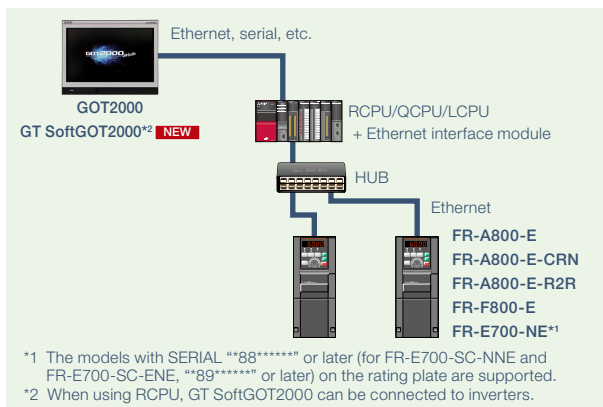 Ethernet, serial, etc.
GOT2000
GOT2000
GT SoftGOT2000*2 NEW
RCPU/QCPU/LCPU
+ Ethernet interface module
HUB
Ethernet
FR-A800-E
FR-A800-E-CRN
FR-A800-E-R2R
FR-F800-E
FR-E700-NE*1
*1 The models with SERIAL “*88******” or later (for FR-E700-SC-NNE and
FR-E700-SC-ENE, “*89******” or later) on the rating plate are supported.
*2 When using RCPU, GT SoftGOT2000 can be connected to inverters.